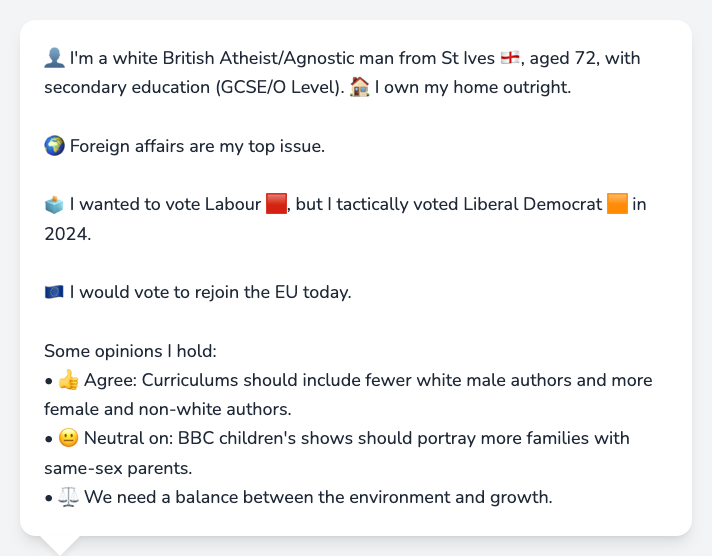 👤 I'm a white British Atheist/Agnostic man from St Ives 🏴󠁧󠁢󠁥󠁮󠁧󠁿, aged 72, with
secondary education (GCSE/O Level). 🏠 I own my home outright.
🌍 Foreign affairs are my top issue.
🗳️ I wanted to vote Labour 🟥, but I tactically voted Liberal Democrat 🟧 in
2024.
🇪🇺 I would vote to rejoin the EU today.
Some opinions I hold:
• 👍 Agree: Curriculums should include fewer white male authors and more
female and non-white authors.
• 😐 Neutral on: BBC children's shows should portray more families with
same-sex parents.
• ⚖️ We need a balance between the environment and growth.